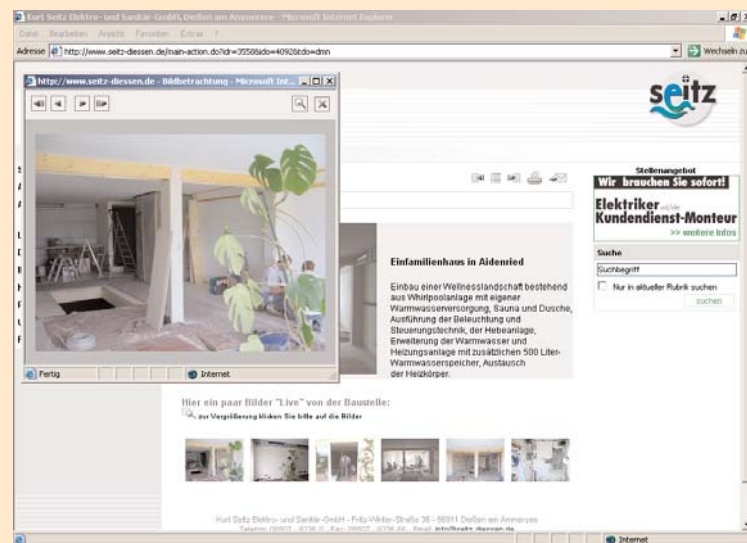 Kurt Seitz Elektro- und Sanitär-GmbH, Dießen am Ammersee - Microsoft Internet Explorer
Datei Bearbeiten Ansicht Favoriten Extras ?
Adresse http://www.seitz-diessen.de/main-action.do?idr=3558&ido=4092&tdo=dmn Wechseln zu
http://www.seitz-diessen.de - Bildbetrachtung - Microsoft Int...
Fertig Internet
seitz
Einfamilienhaus in Aidenried
Einbau einer Wellnesslandschaft bestehend
aus Whirlpoolanlage mit eigener
Warmwasserversorgung, Sauna und Dusche,
Ausführung der Beleuchtung und
Steuerungstechnik, der Hebeanlage,
Erweiterung der Warmwasser und
Heizungsanlage mit zusätzlichen 500 Liter-
Warmwasserspeicher, Austausch
der Heizkörper.
Stellenangebot
Wir brauchen Sie sofort!
Elektriker
Kundendienst-Monteur
>> weitere Infos
Suche
Suchbegriff
Nur in aktueller Rubrik suchen
suchen
Hier ein paar Bilder "Live" von der Baustelle:
zur Vergrößerung klicken Sie bitte auf die Bilder
Kurt Seitz Elektro- und Sanitär-GmbH - Fritz-Winter-Straße 36 - 86911 Dießen am Ammersee
Internet